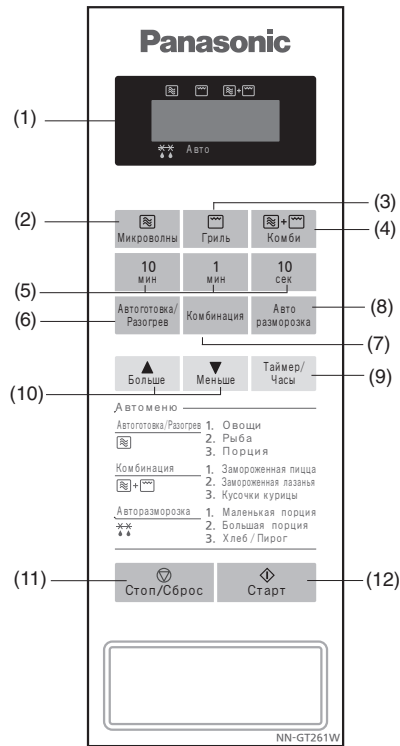 Panasonic
(1)
Авто
(3)
(2)
Микроволны
Гриль
+
Комби
(4)
10
мин
1
мин
10
сек
(5)
(6)
Автоготовка/
Разогрев
Комбинация
Авто
разморозка
(8)
(7)
Больше
Меньше
Таймер/
Часы
(9)
(10)
Автоменю
Автоготовка/Разогрев
1. Овощи
2. Рыба
3. Порция
Комбинация
+
1. Замороженная пицца
2. Замороженная лазанья
3. Кусочки курицы
Авторазморозка
1. Маленькая порция
2. Большая порция
3. Хлеб/Пирог
(11)
Стоп/Сброс
Старт
(12)
NN-GT261W